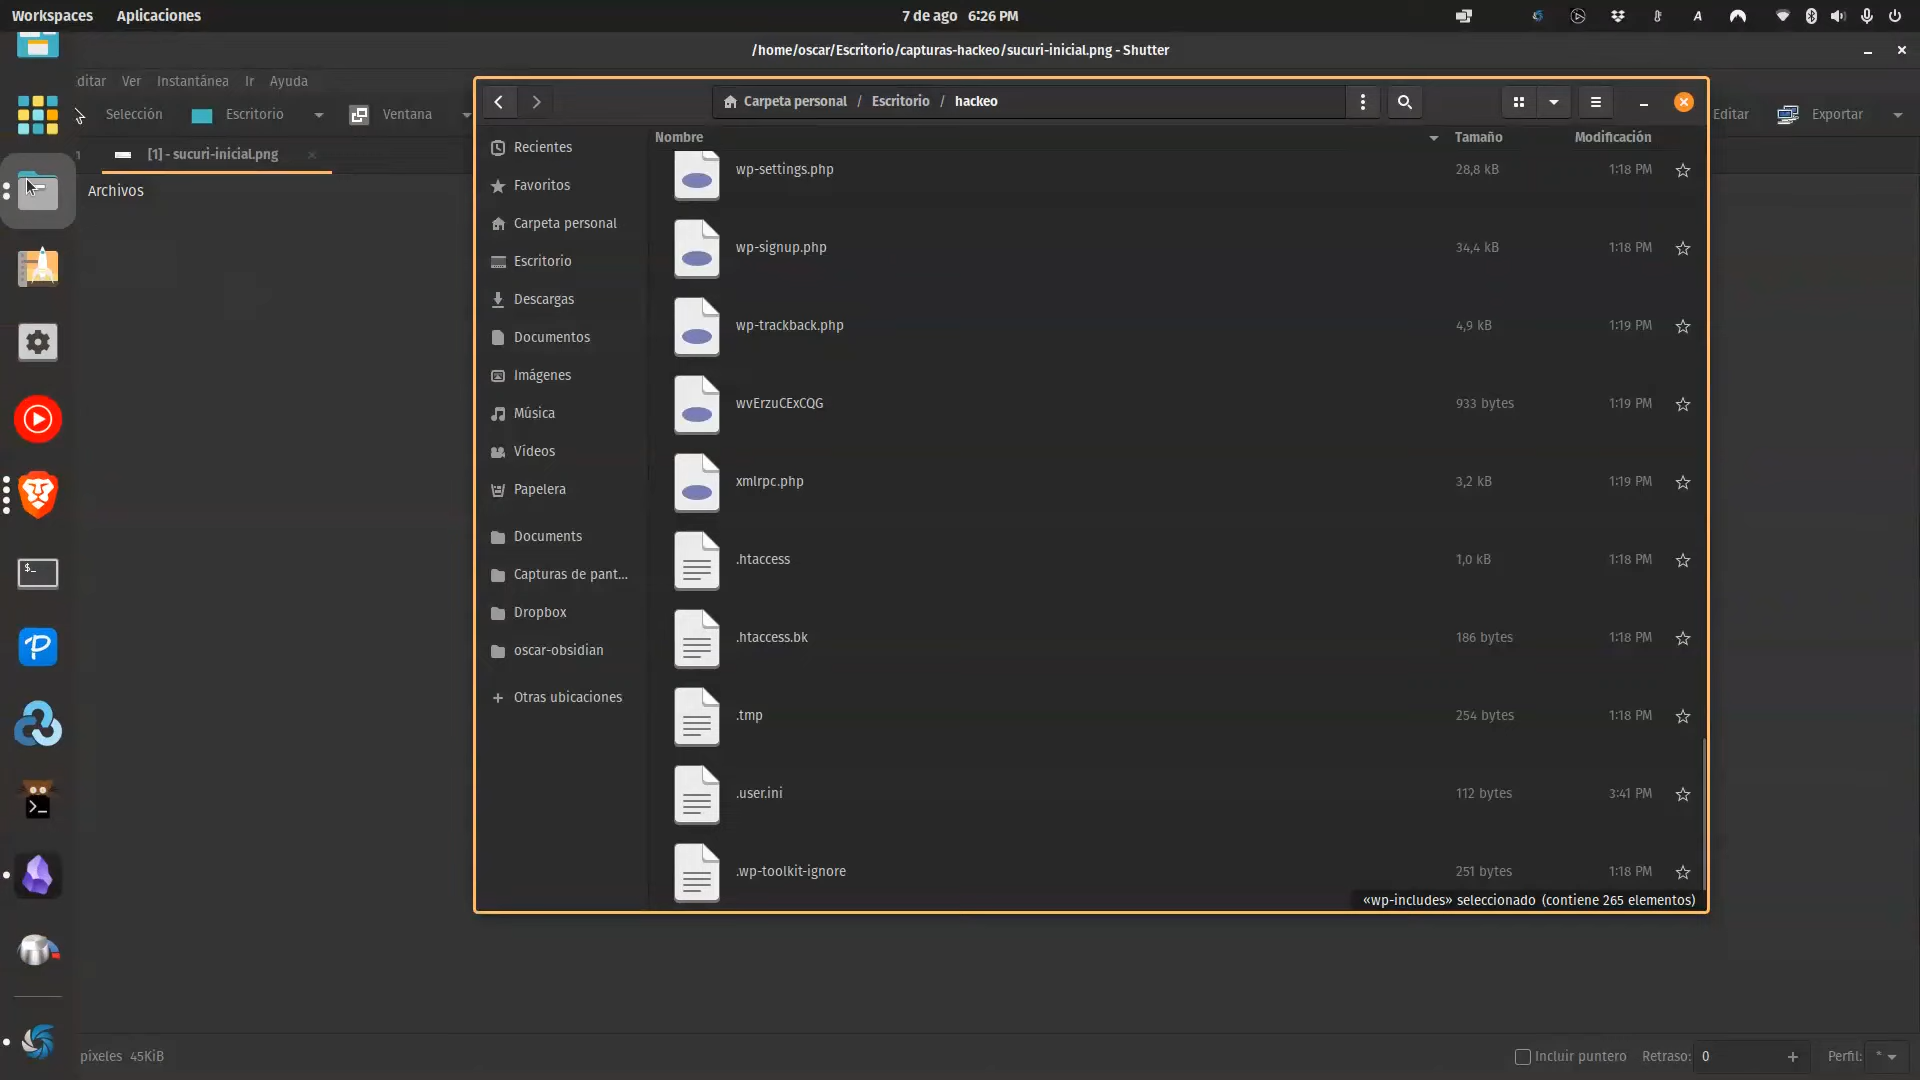 Workspaces
Aplicaciones
7 de ago 6:26 PM
A
/home/oscar/Escritorio/capturas-hackeo/sucuri-inicial.png - Shutter
ditar Ver Instantánea Ir Ayuda
Selección
Escritorio
Ventana
Editar
Exportar
[1] - sucuri-inicial.png
Archivos
Carpeta personal / Escritorio / hackeo
Recientes
Favoritos
Carpeta personal
Escritorio
Descargas
Documentos
Imágenes
Música
Vídeos
Papelera
Documents
Capturas de pant...
Dropbox
oscar-obsidian
Otras ubicaciones
Nombre Tamaño Modificación
wp-settings.php 28,8 kB 1:18 PM
wp-signup.php 34,4 kB 1:18 PM
wp-trackback.php 4,9 kB 1:19 PM
wvErzuCExCQG 933 bytes 1:19 PM
xmlrpc.php 3,2 kB 1:19 PM
.htaccess 1,0 kB 1:18 PM
.htaccess.bk 186 bytes 1:18 PM
.tmp 254 bytes 1:18 PM
.user.ini 112 bytes 3:41 PM
.wp-toolkit-ignore 251 bytes 1:18 PM
«wp-includes» seleccionado (contiene 265 elementos)
$_
>_
píxeles 45KiB
Incluir puntero Retraso: 0 + Perfil: *